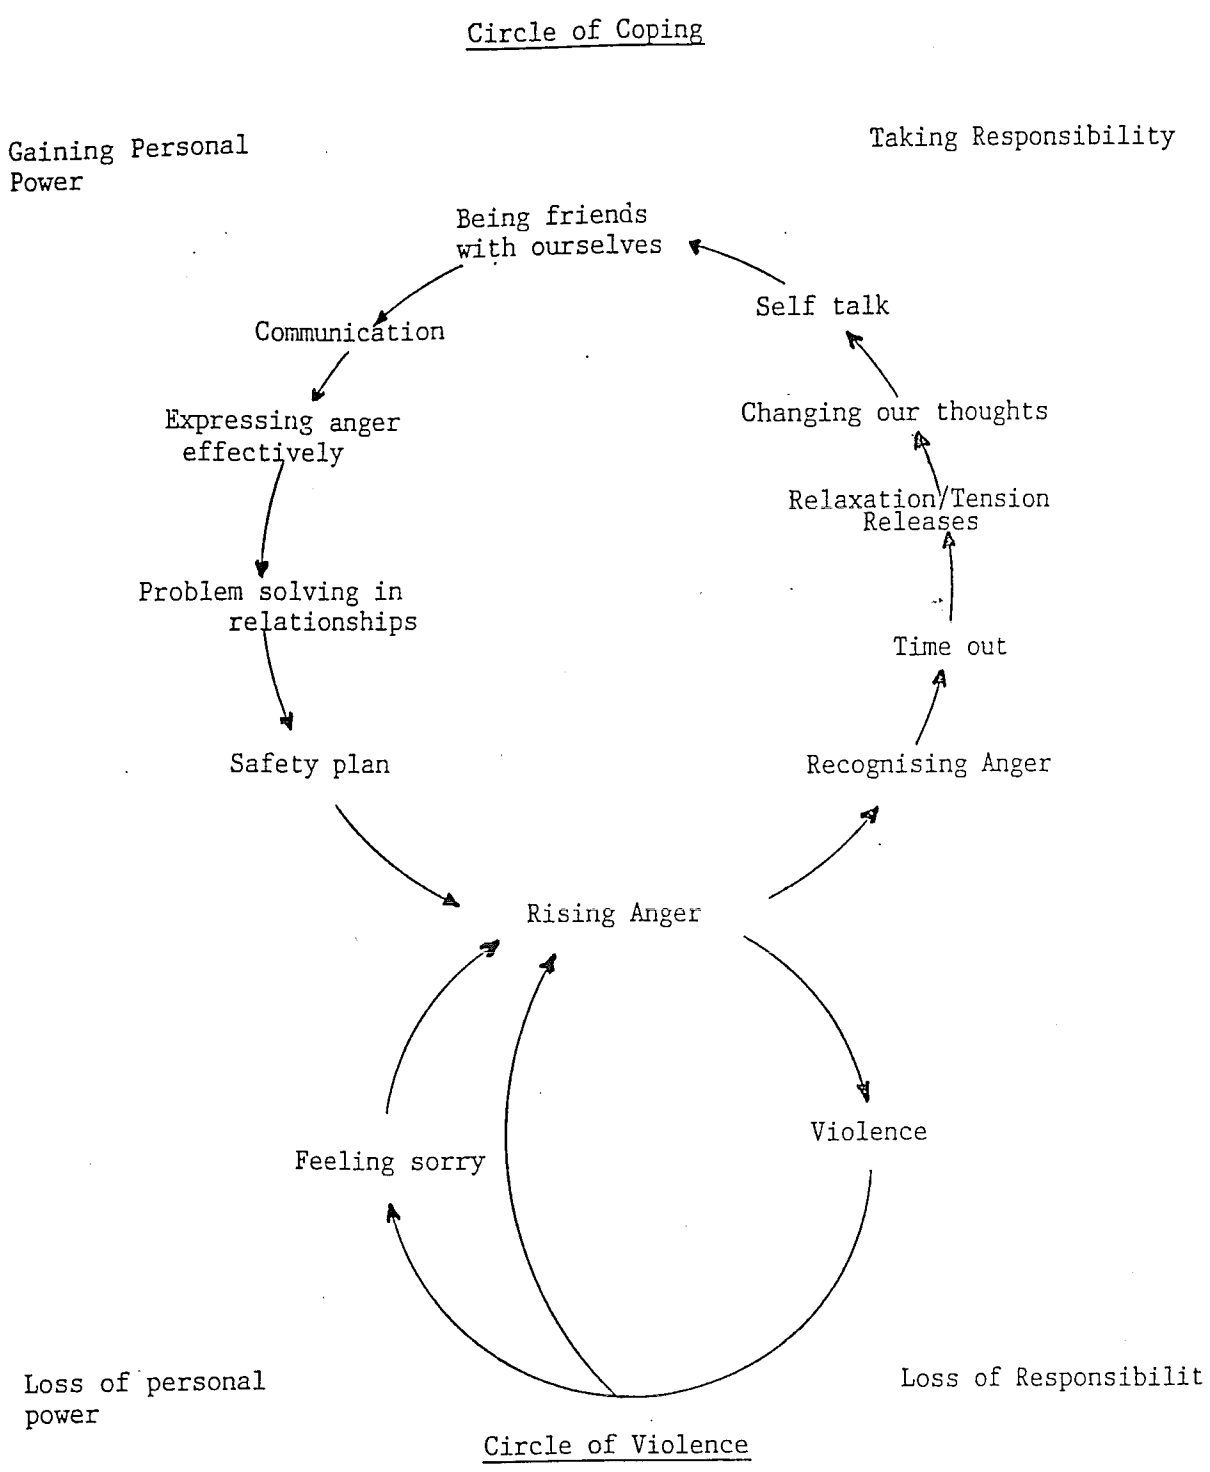 Circle of Coping
Gaining Personal
Power
Taking Responsibility
Being friends
with ourselves
Self talk
Communication
Changing our thoughts
Expressing anger
effectively
Relaxation/Tension
Releases
Problem solving in
relationships
Time out
Safety plan
Recognising Anger
Rising Anger
Violence
Feeling sorry
Loss of personal
power
Loss of Responsibilit
Circle of Violence